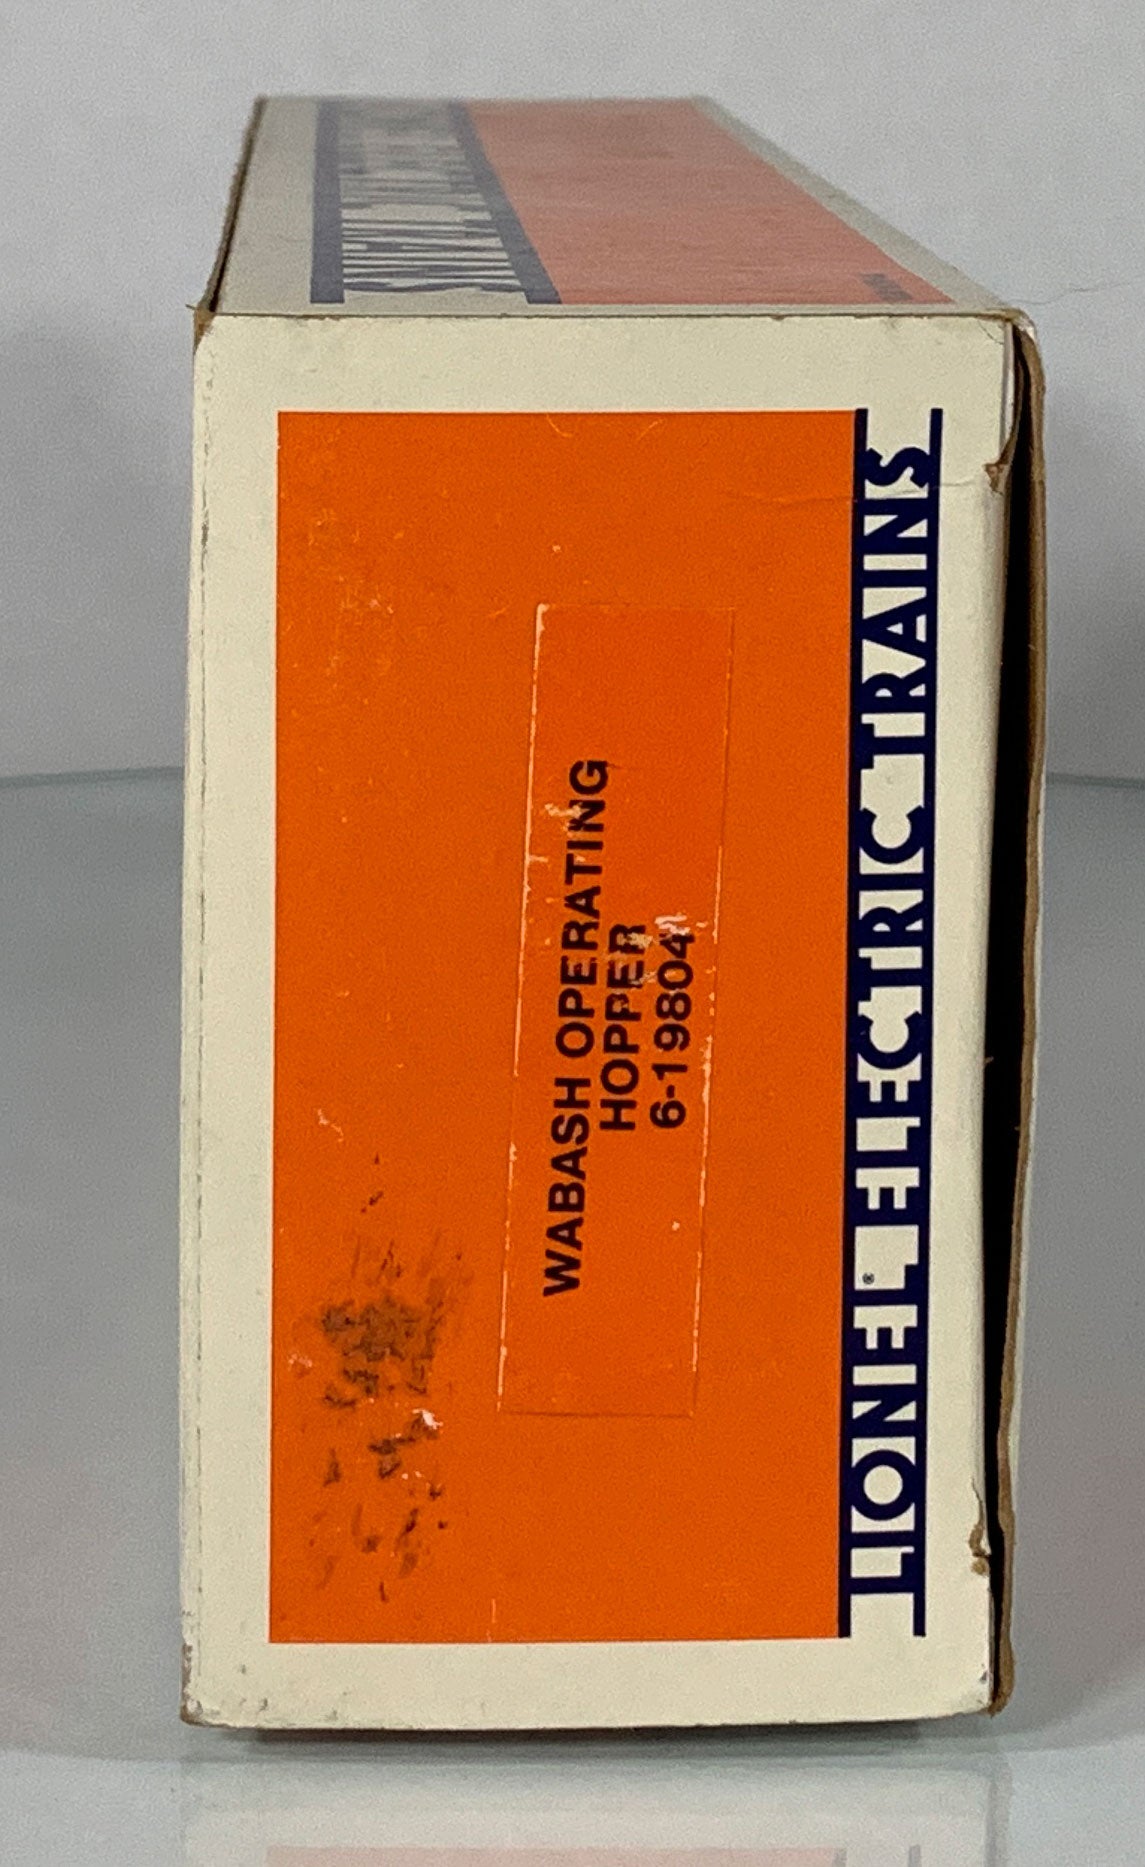 LIONEL® ELECTRIC TRAINS
WABASH OPERATING
HOPPER
6-19804